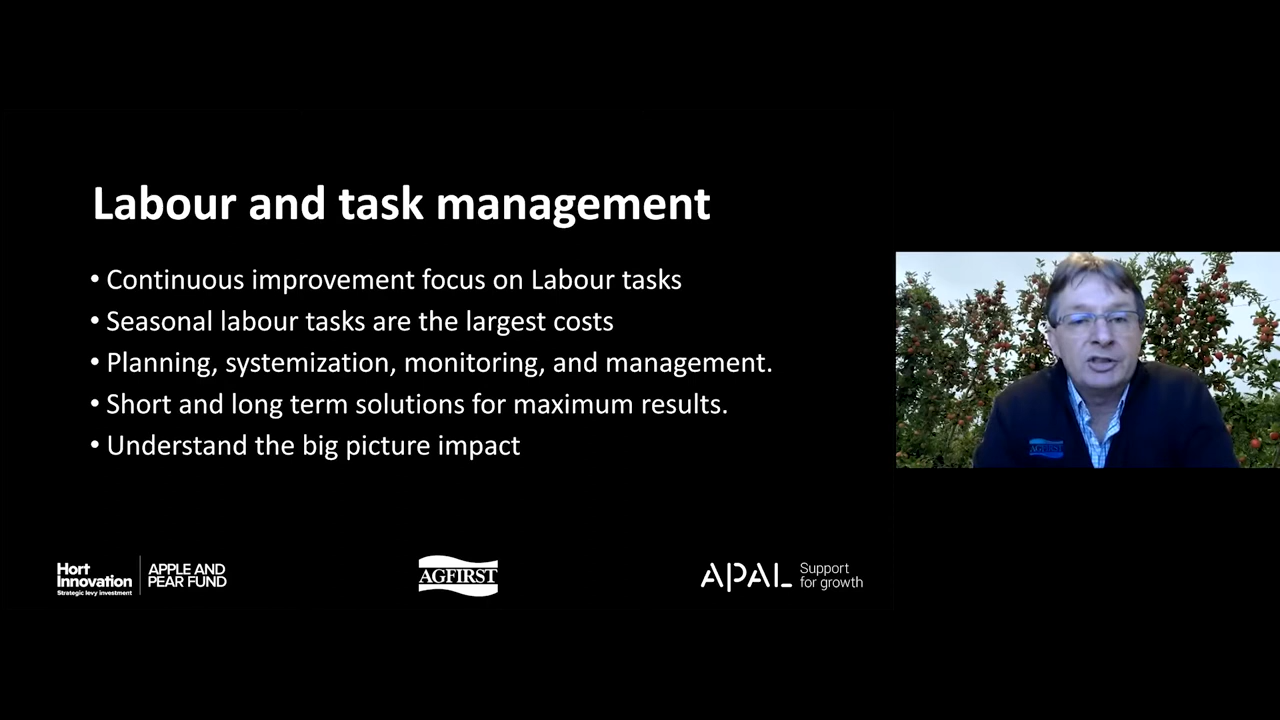 Labour and task management
• Continuous improvement focus on Labour tasks
• Seasonal labour tasks are the largest costs
• Planning, systemization, monitoring, and management.
• Short and long term solutions for maximum results.
• Understand the big picture impact
Hort
Innovation
Strategic levy investment
APPLE AND
PEAR FUND
AGFIRST
APAL
Support
for growth
AGFIRST